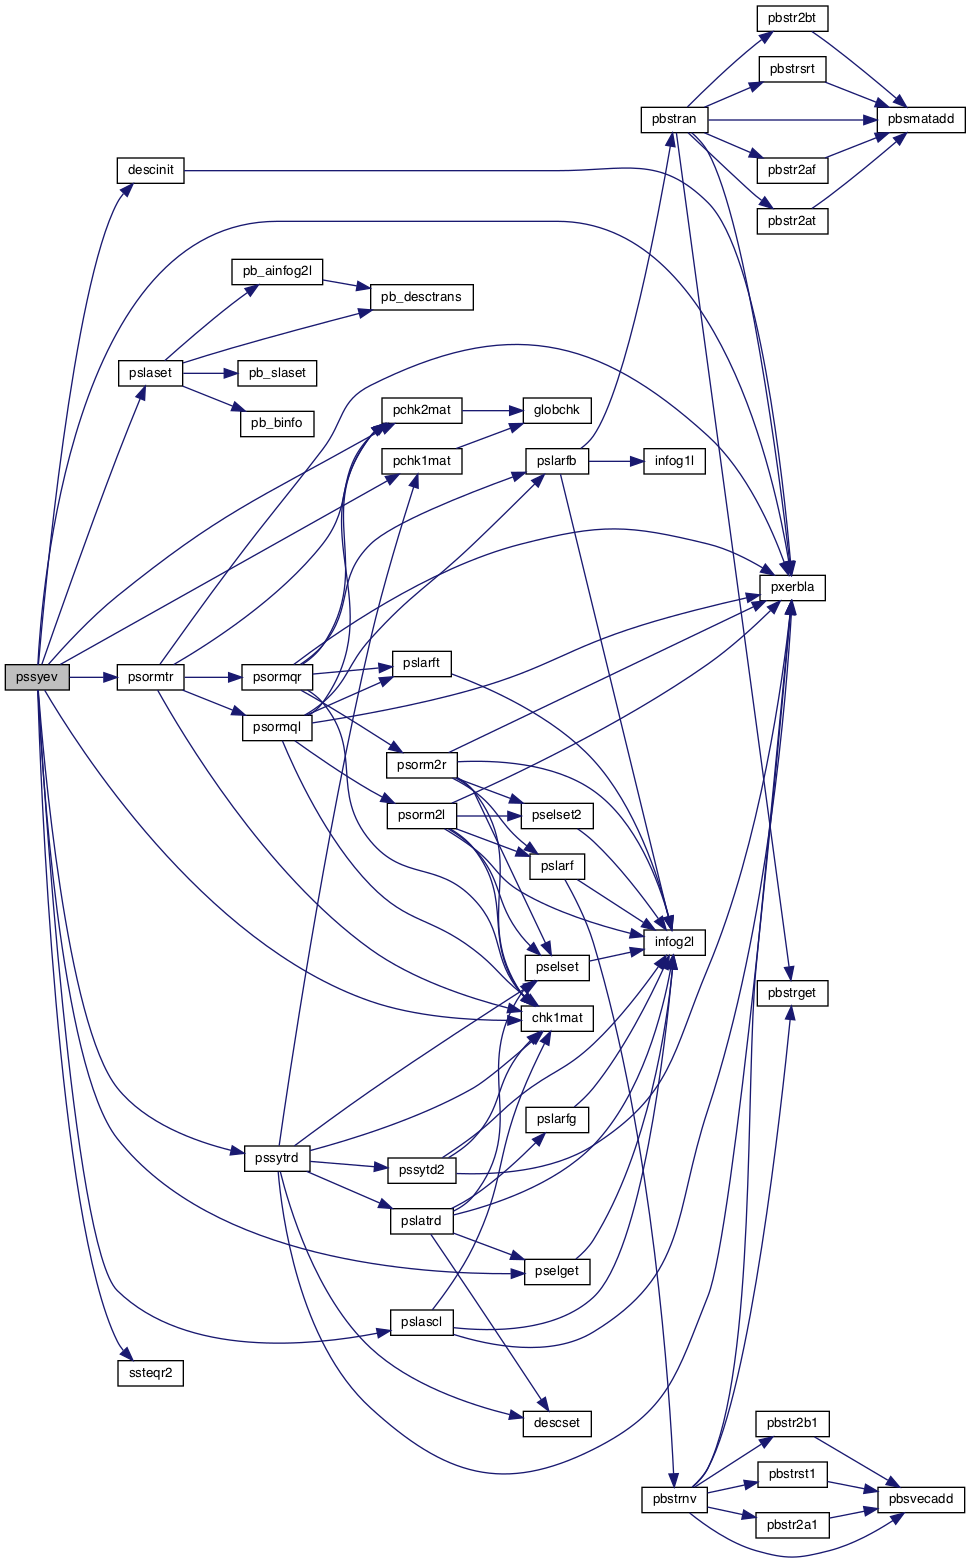 pbstr2bt
pbstrsrt
pbstran
pbsmatadd
descinit
pbstr2af
pbstr2at
pb_ainfog2l
pb_desctrans
pslaset
pb_slaset
pchk2mat
globchk
pb_binfo
pchk1mat
pslarfb
infog1l
pxerbla
pssyev
psormtr
psormqr
pslarft
psormql
psorm2r
psorm2l
pselset2
pslarf
infog2l
pselset
pbstrget
chk1mat
pslarfg
pssytrd
pssytd2
pslatrd
pselget
pslascl
ssteqr2
descset
pbstr2b1
pbstrst1
pbstrnv
pbsvecadd
pbstr2a1